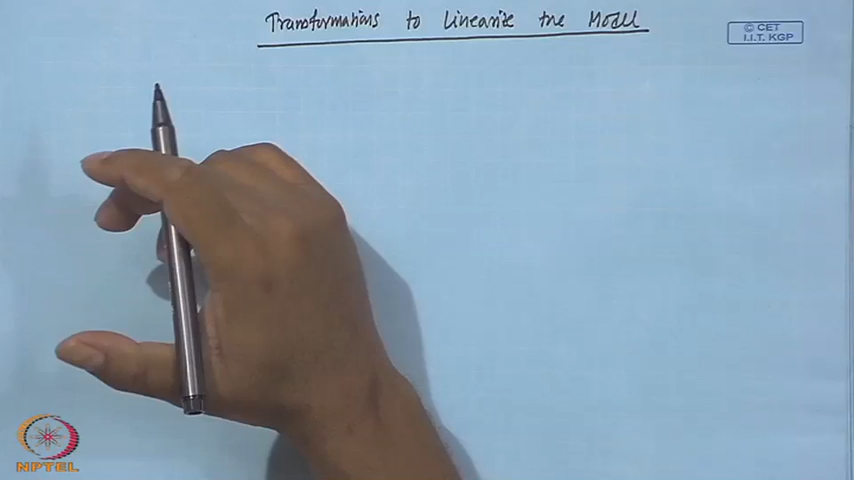 Transformations to Linearize the Model
© CET
I.I.T. KGP
NPTEL